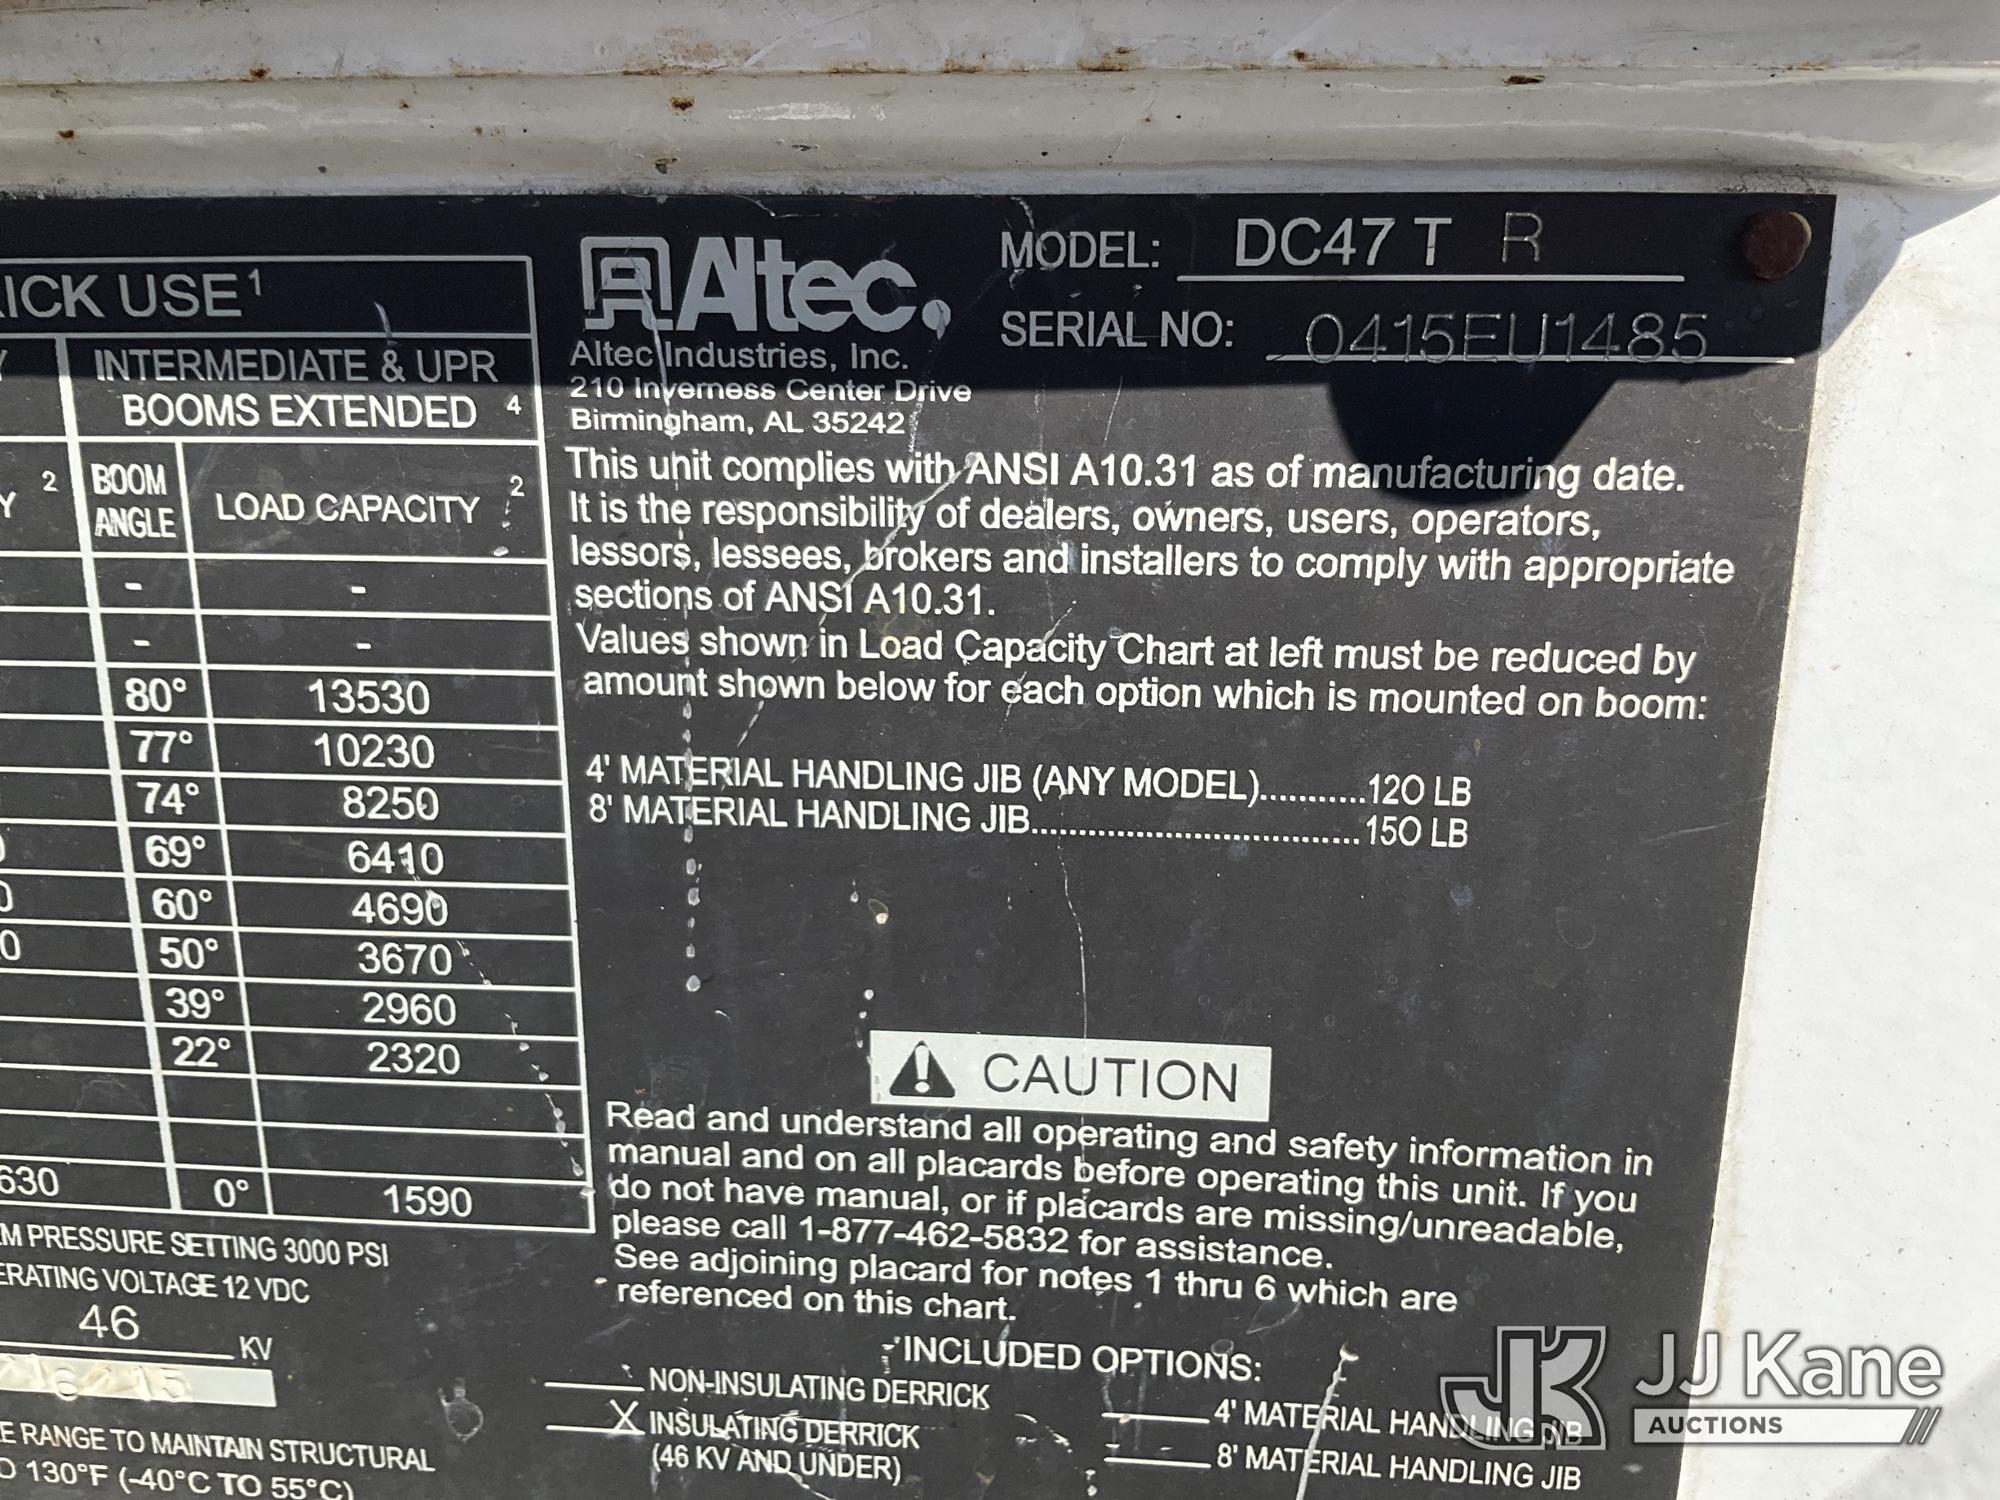 USE¹
INTERMEDIATE & UPR
BOOMS EXTENDED 4
2
BOOM
ANGLE
LOAD CAPACITY 2
- -
- -
80° 13530
77° 10230
74° 8250
69° 6410
60° 4690
50° 3670
39° 2960
22° 2320
0° 1590
PRESSURE SETTING 3000 PSI
VOLTAGE 12 VDC
46 KV
RANGE TO MAINTAIN STRUCTURAL
130°F (-40°C TO 55°C)
Altec
MODEL: DC47 T R
SERIAL NO: 0415EU1485
Altec Industries, Inc.
210 Inverness Center Drive
Birmingham, AL 35242
This unit complies with ANSI A10.31 as of manufacturing date.
It is the responsibility of dealers, owners, users, operators,
lessors, lessees, brokers and installers to comply with appropriate
sections of ANSI A10.31.
Values shown in Load Capacity Chart at left must be reduced by
amount shown below for each option which is mounted on boom:
4' MATERIAL HANDLING JIB (ANY MODEL)...........120 LB
8' MATERIAL HANDLING JIB...................................150 LB
CAUTION
Read and understand all operating and safety information in
manual and on all placards before operating this unit. If you
do not have manual, or if placards are missing/unreadable,
please call 1-877-462-5832 for assistance.
See adjoining placard for notes 1 thru 6 which are
referenced on this chart.
INCLUDED OPTIONS:
NON-INSULATING DERRICK
X INSULATING DERRICK
(46 KV AND UNDER)
4' MATERIAL HANDLING JIB
8' MATERIAL HANDLING JIB
JK JJ Kane
AUCTIONS